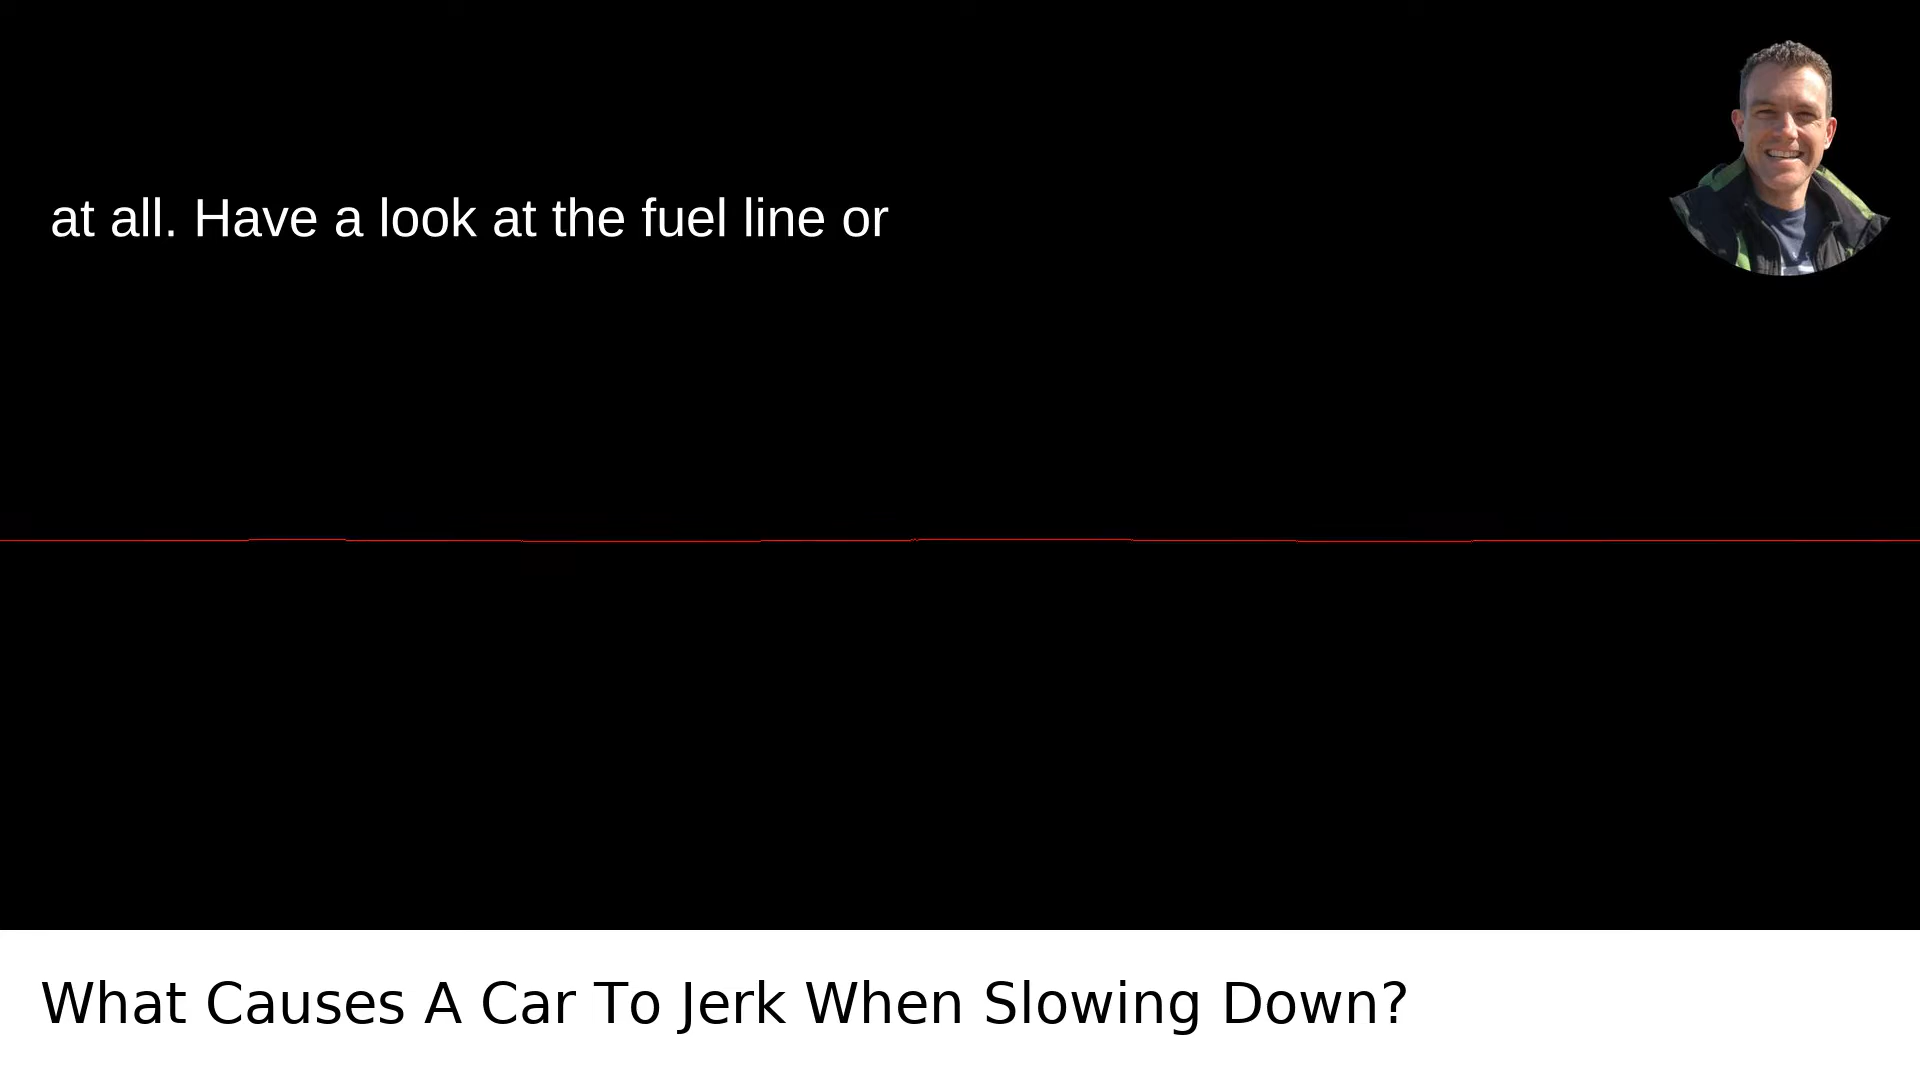 at all. Have a look at the fuel line or
What Causes A Car To Jerk When Slowing Down?